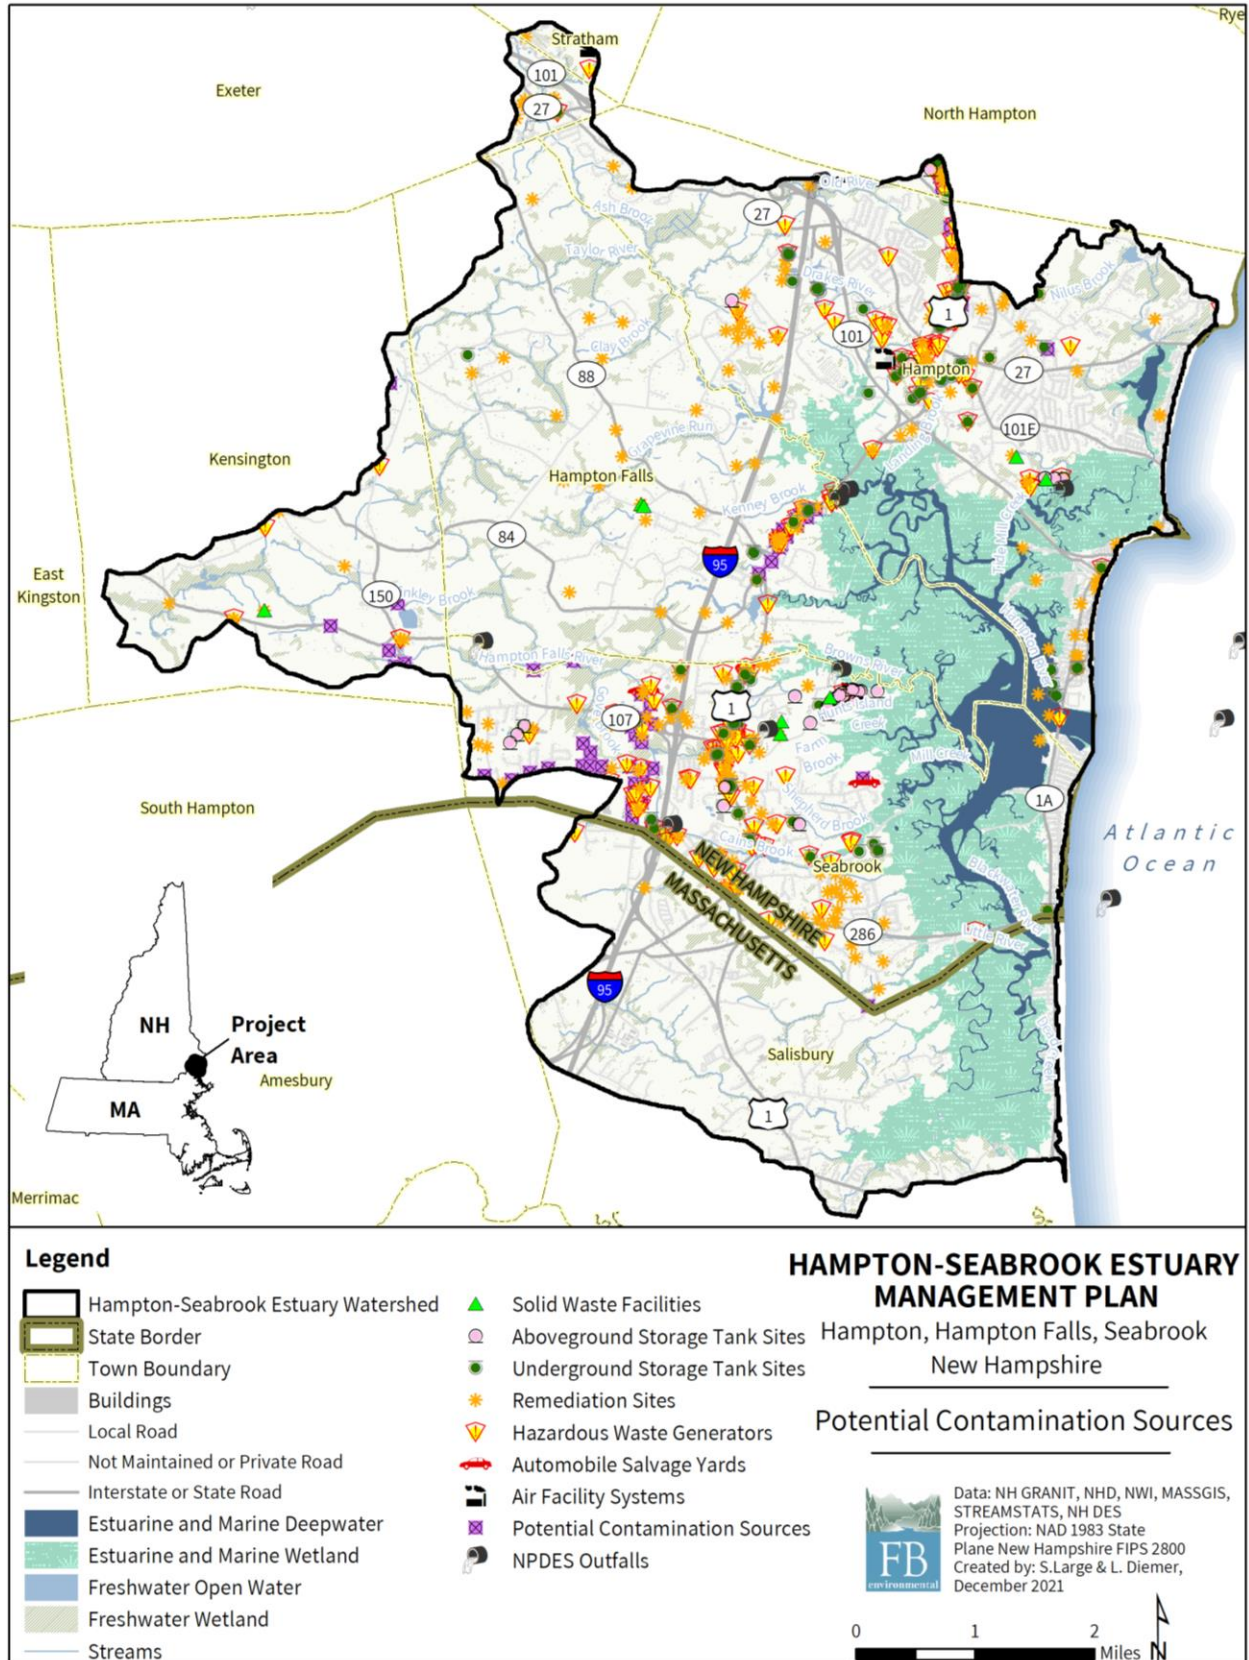 Rye
Stratham
101
Exeter
27
North Hampton
Old River
Ash Brook
27
Taylor River
Drakes River
Nilus Brook
1
101
Clay Brook
Hampton
27
88
101E
Grapevine Run
Kensington
Hampton Falls
Kenney Brook
84
95
East
Kingston
150
Hampton Falls River
Browns River
1
107
Creek
Farm
Brook
Mill Creek
South Hampton
Shepherd Brook
1A
Atlantic
Ocean
Cains Brook
NEW HAMPSHIRE
Seabrook
MASSACHUSETTS
Blackwater River
286
Little River
95
NH
Project
Area
Salisbury
Amesbury
MA
1
Merrimac
Legend
Hampton-Seabrook Estuary Watershed
State Border
Town Boundary
Buildings
Local Road
Not Maintained or Private Road
Interstate or State Road
Estuarine and Marine Deepwater
Estuarine and Marine Wetland
Freshwater Open Water
Freshwater Wetland
Streams
Solid Waste Facilities
Aboveground Storage Tank Sites
Underground Storage Tank Sites
Remediation Sites
Hazardous Waste Generators
Automobile Salvage Yards
Air Facility Systems
Potential Contamination Sources
NPDES Outfalls
HAMPTON-SEABROOK ESTUARY
MANAGEMENT PLAN
Hampton, Hampton Falls, Seabrook
New Hampshire
Potential Contamination Sources
FB
environmental
Data: NH GRANIT, NHD, NWI, MASSGIS,
STREAMSTATS, NH DES
Projection: NAD 1983 State
Plane New Hampshire FIPS 2800
Created by: S.Large & L. Diemer,
December 2021
0 1 2
Miles
N